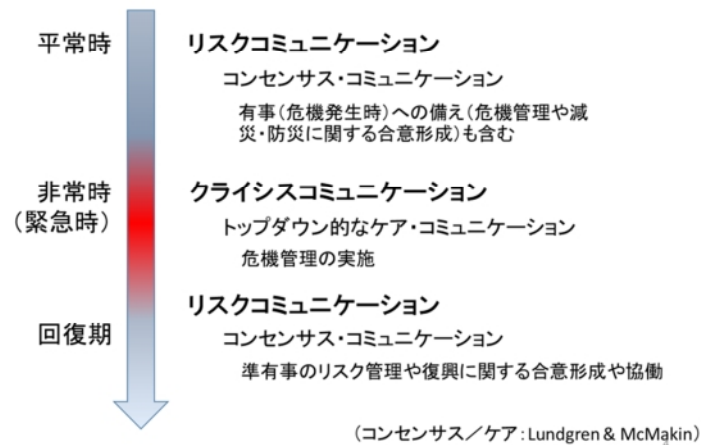 平常時
リスクコミュニケーション
コンセンサス・コミュニケーション
有事(危機発生時)への備え(危機管理や減
災・防災に関する合意形成)も含む
非常時
(緊急時)
クライシスコミュニケーション
トップダウン的なケア・コミュニケーション
危機管理の実施
回復期
リスクコミュニケーション
コンセンサス・コミュニケーション
準有事のリスク管理や復興に関する合意形成や協働
(コンセンサス/ケア:Lundgren & McMakin)